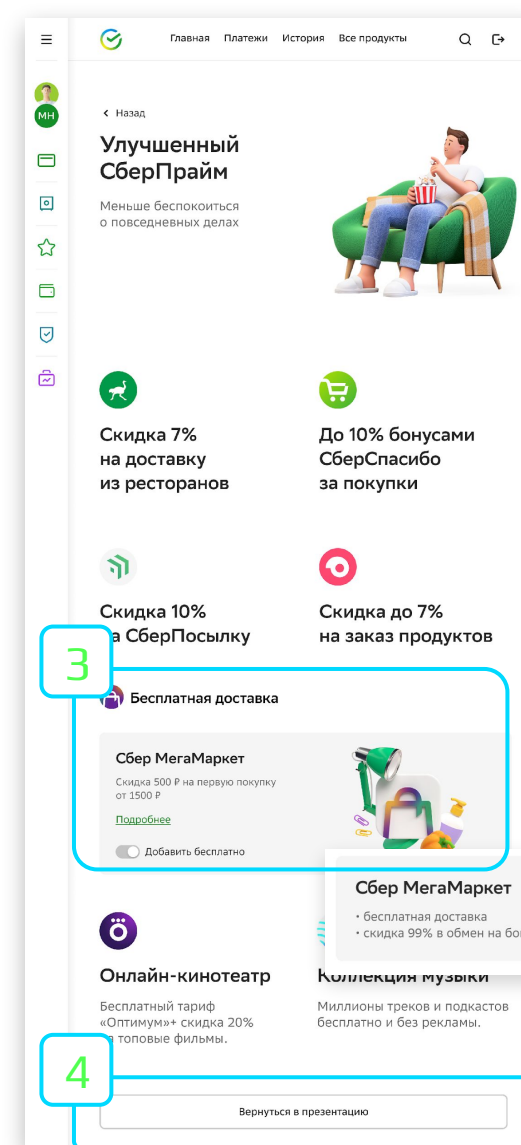 Главная Платежи История Все продукты
МН
Назад
Улучшенный
СберПрайм
Меньше беспокоиться
о повседневных делах
Скидка 7%
на доставку
из ресторанов
До 10% бонусами
СберСпасибо
за покупки
Скидка 10%
СберПосылку
Скидка до 7%
на заказ продуктов
3
Бесплатная доставка
Сбер МегаМаркет
Скидка 500 ₽ на первую покупку
от 1500 ₽
Подробнее
Добавить бесплатно
Сбер МегаМаркет
• бесплатная доставка
• скидка 99% в обмен на
ö
Онлайн-кинотеатр
Бесплатный тариф
«Оптимум»+ скидка 20%
топовые фильмы.
Коллекция музыки
Миллионы треков и подкастов
бесплатно и без рекламы.
4
Вернуться в презентацию